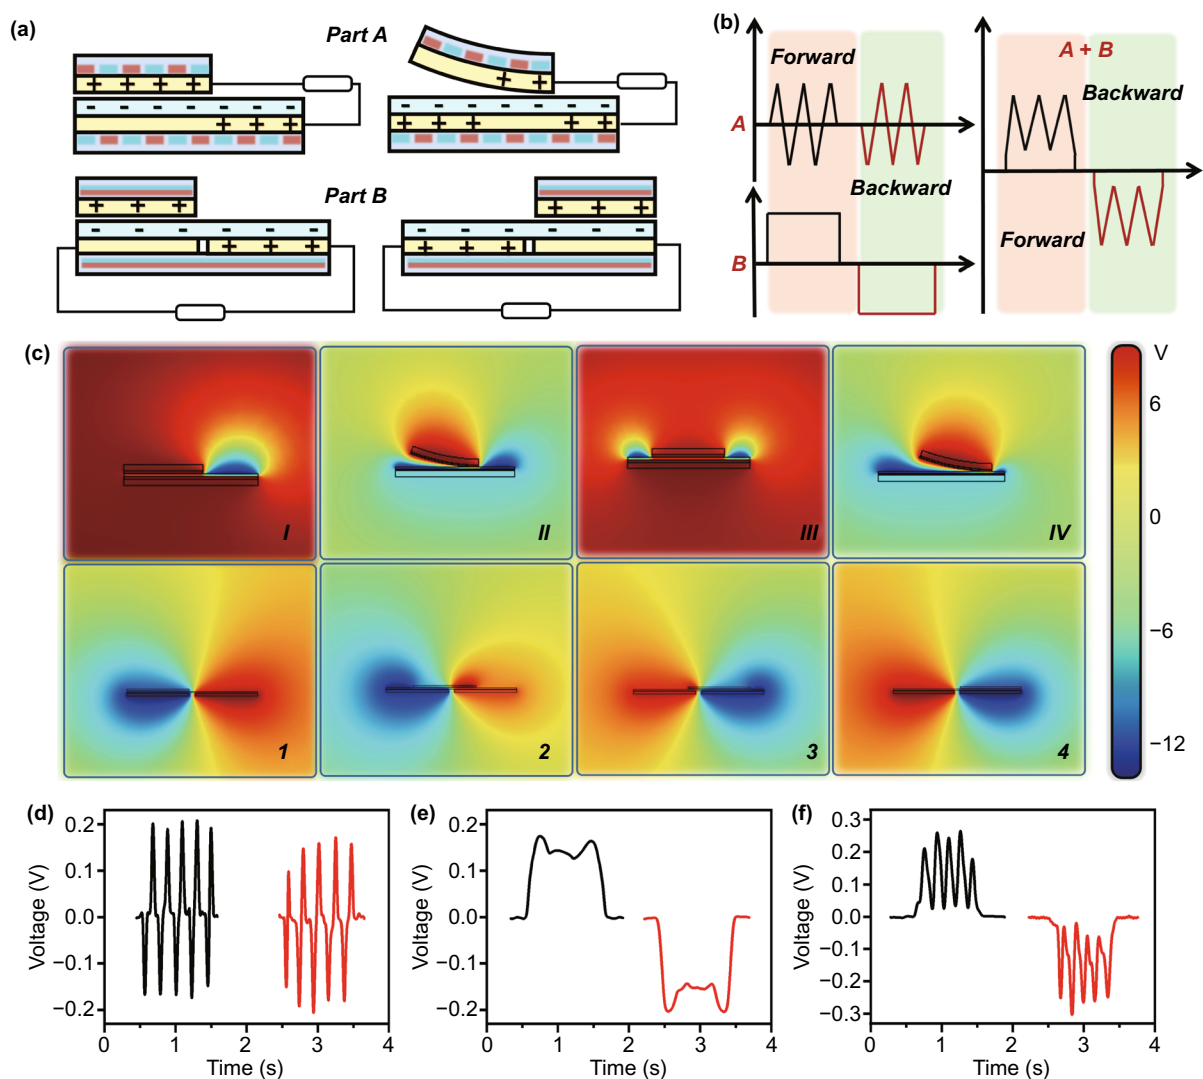 (a)
Part A
+ + + +
- - - - - -
+ + +
+ +
- - - - - -
+ + + + +
Part B
+ + +
- - - - - -
+ + +
+ + +
- - - - - -
+ + +
(b)
Forward
A
Backward
B
A + B
Backward
Forward
(c)
I
II
III
IV
1
2
3
4
V
6
0
−6
−12
(d)
Voltage (V)
0.2
0.1
0.0
−0.1
−0.2
0 1 2 3 4
Time (s)
(e)
Voltage (V)
0.2
0.1
0.0
−0.1
−0.2
0 1 2 3 4
Time (s)
(f)
Voltage (V)
0.3
0.2
0.1
0.0
−0.1
−0.2
−0.3
0 1 2 3 4
Time (s)